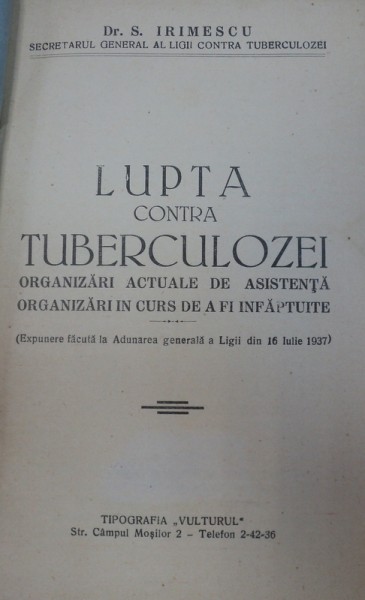 Dr. S. IRIMESCU
SECRETARUL GENERAL AL LIGII CONTRA TUBERCULOZEI
LUPTA
CONTRA
TUBERCULOZEI
ORGANIZĂRI ACTUALE DE ASISTENŢĂ
ORGANIZĂRI IN CURS DE A FI INFĂPTUITE
(Expunere făcută la Adunarea generală a Ligii din 16 Iulie 1937)
TIPOGRAFIA „VULTURUL"
Str. Câmpul Moşilor 2 – Telefon 2-42-36